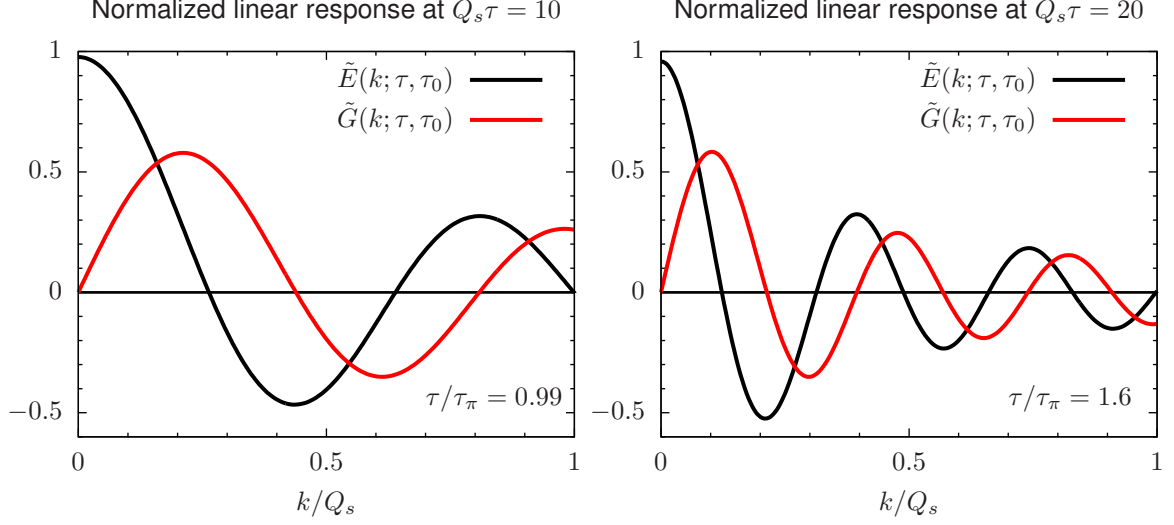 Normalized linear response at $Q_s\tau = 10$
1
0.5
0
−0.5
0
0.5
1
$k/Q_s$
$\tilde{E}(k; \tau, \tau_0)$
$\tilde{G}(k; \tau, \tau_0)$
$\tau/\tau_\pi = 0.99$
Normalized linear response at $Q_s\tau = 20$
1
0.5
0
−0.5
0
0.5
1
$k/Q_s$
$\tilde{E}(k; \tau, \tau_0)$
$\tilde{G}(k; \tau, \tau_0)$
$\tau/\tau_\pi = 1.6$